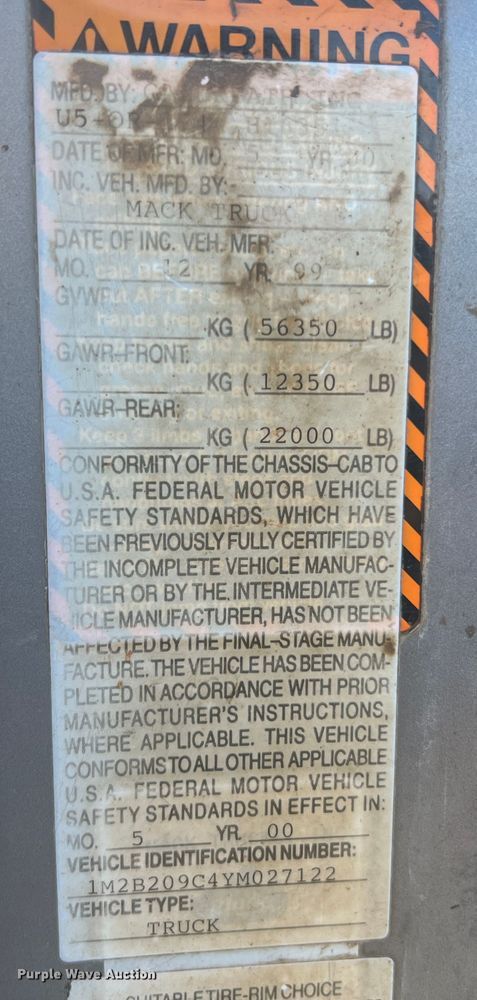 WARNING
MFD. BY:
U5
DATE OF MFR: MO. 5 YR.
INC. VEH. MFD. BY:
MACK TRUCK
DATE OF INC. VEH. MFR:
MO. 12 YR. 99
GVWR
KG ( 56350 LB)
GAWR-FRONT:
KG ( 12350 LB)
GAWR-REAR:
KG ( 22000 LB)
CONFORMITY OF THE CHASSIS-CAB TO
U.S.A. FEDERAL MOTOR VEHICLE
SAFETY STANDARDS, WHICH HAVE
BEEN PREVIOUSLY FULLY CERTIFIED BY
THE INCOMPLETE VEHICLE MANUFAC-
TURER OR BY THE INTERMEDIATE VE-
HICLE MANUFACTURER, HAS NOT BEEN
AFFECTED BY THE FINAL-STAGE MANU-
FACTURE. THE VEHICLE HAS BEEN COM-
PLETED IN ACCORDANCE WITH PRIOR
MANUFACTURER'S INSTRUCTIONS,
WHERE APPLICABLE. THIS VEHICLE
CONFORMS TO ALL OTHER APPLICABLE
U.S.A. FEDERAL MOTOR VEHICLE
SAFETY STANDARDS IN EFFECT IN:
MO. 5 YR. 00
VEHICLE IDENTIFICATION NUMBER:
1M2B209C4YM027122
VEHICLE TYPE:
TRUCK
SUITABLE TIRE-RIM CHOICE
Purple Wave Auction